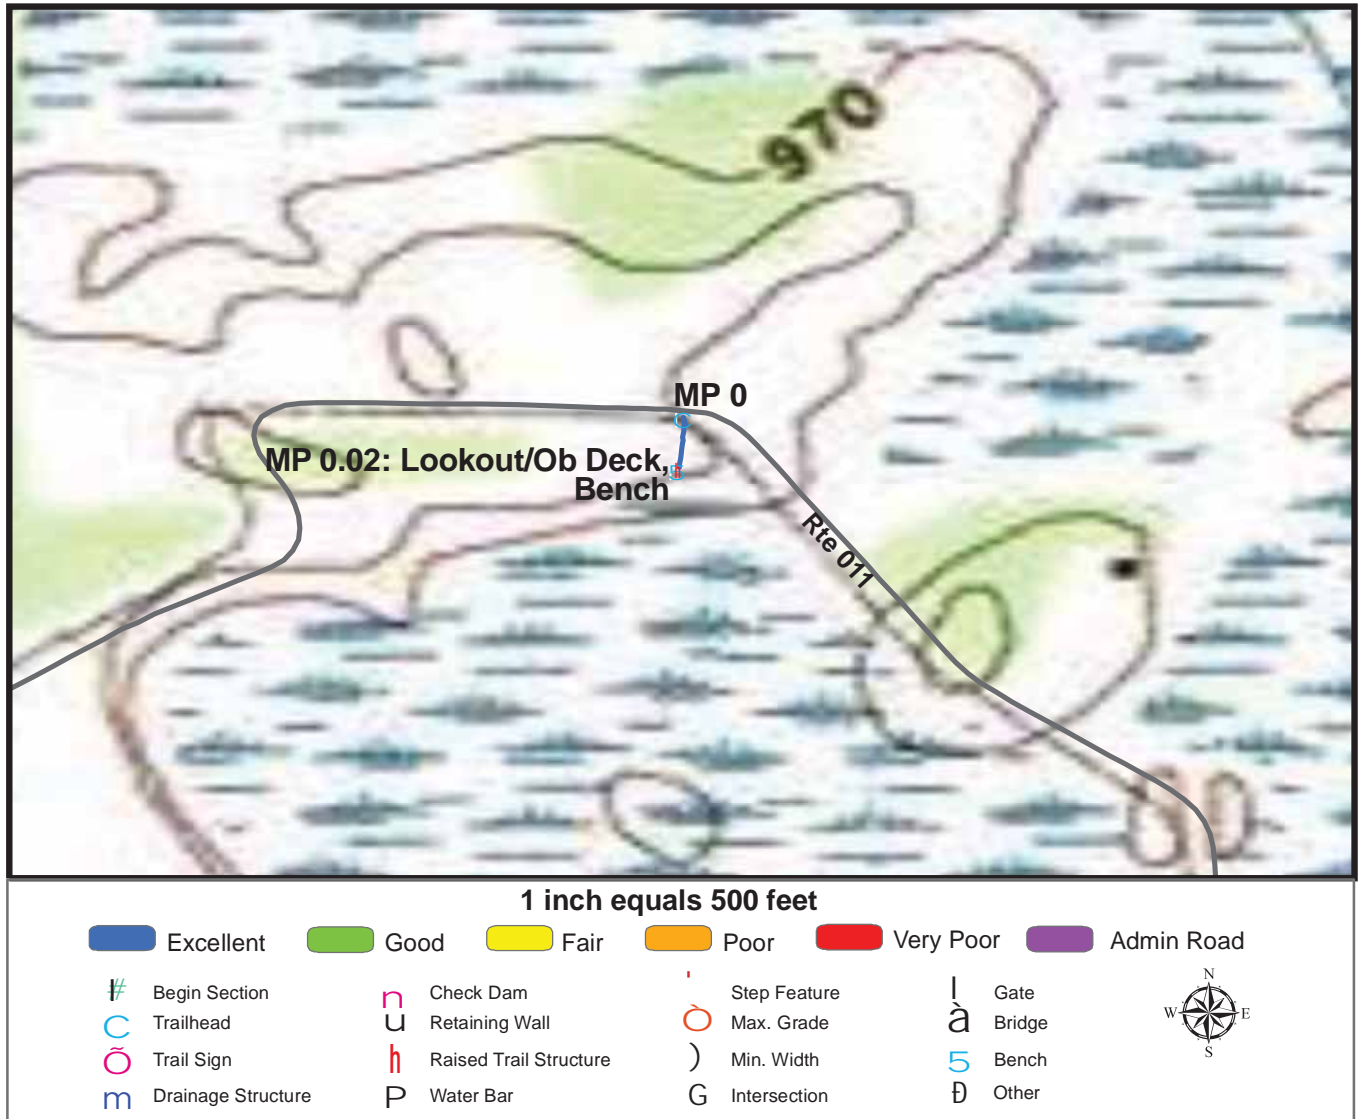 970
MP 0
MP 0.02: Lookout/Ob Deck,
Bench
Rte 011
1 inch equals 500 feet
Excellent
Good
Fair
Poor
Very Poor
Admin Road
# Begin Section
C Trailhead
Õ Trail Sign
m Drainage Structure
n Check Dam
u Retaining Wall
h Raised Trail Structure
P Water Bar
' Step Feature
Ò Max. Grade
) Min. Width
G Intersection
l Gate
à Bridge
5 Bench
Đ Other
N
W E
S